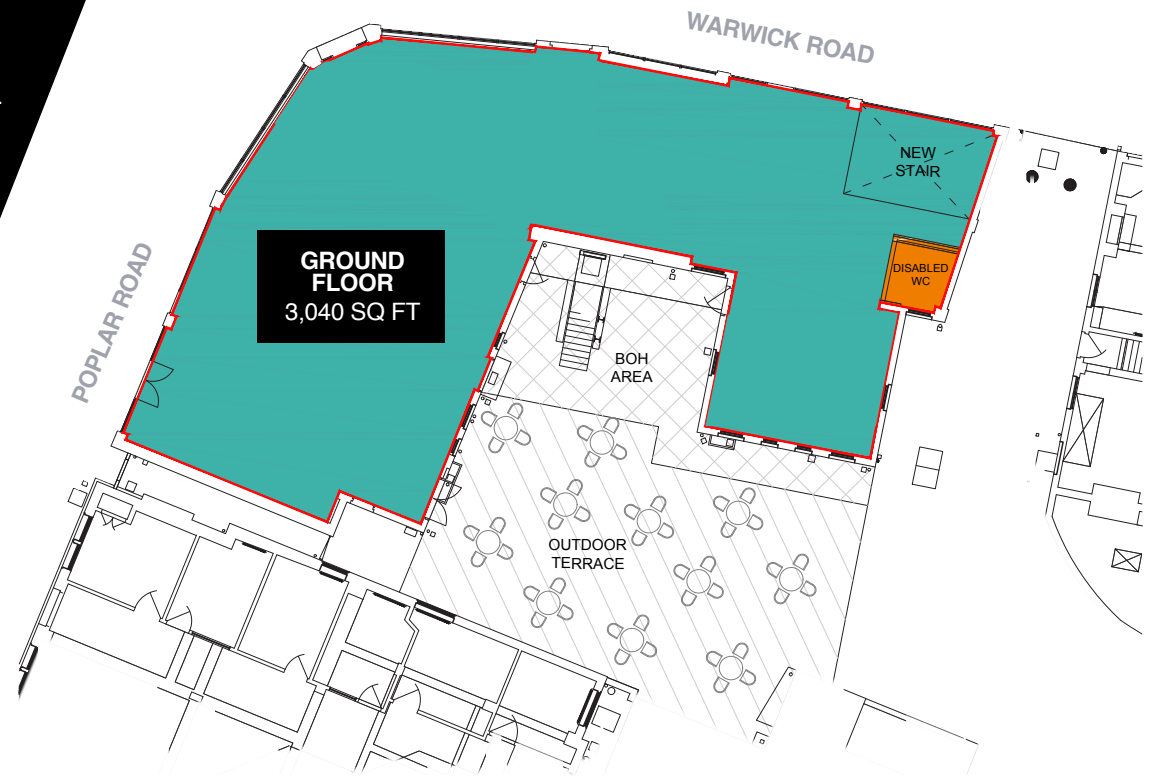 WARWICK ROAD
NEW
STAIR
POPLAR ROAD
GROUND
FLOOR
3,040 SQ FT
DISABLED
WC
BOH
AREA
OUTDOOR
TERRACE